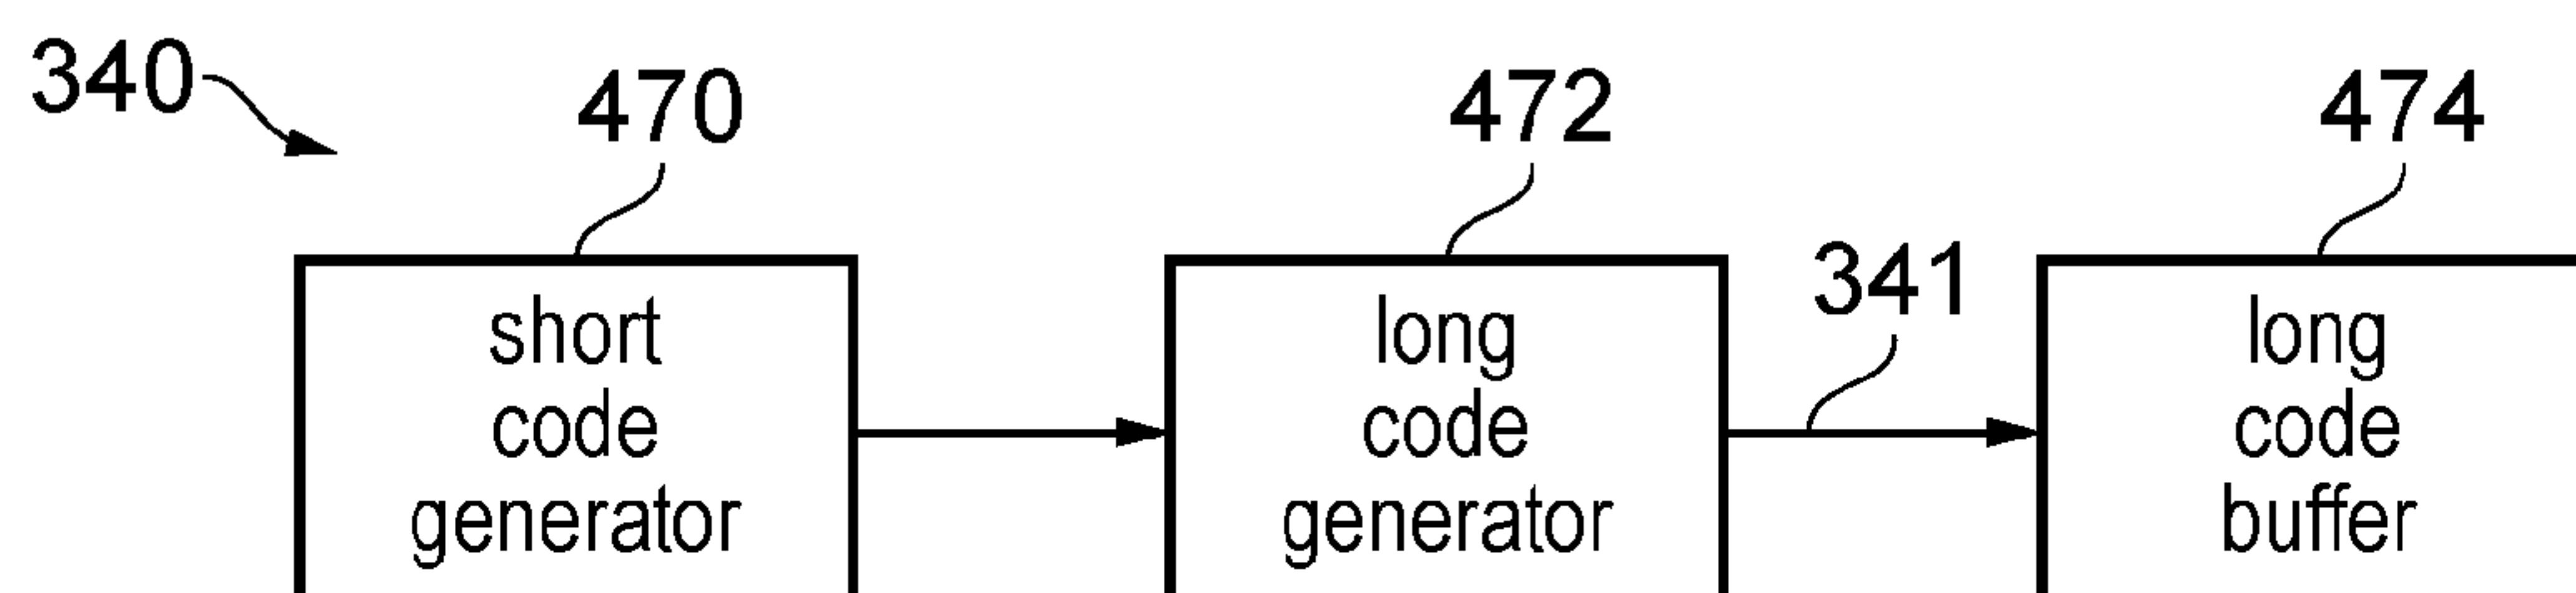 340
470
472
474
341
short
code
generator
long
code
generator
long
code
buffer